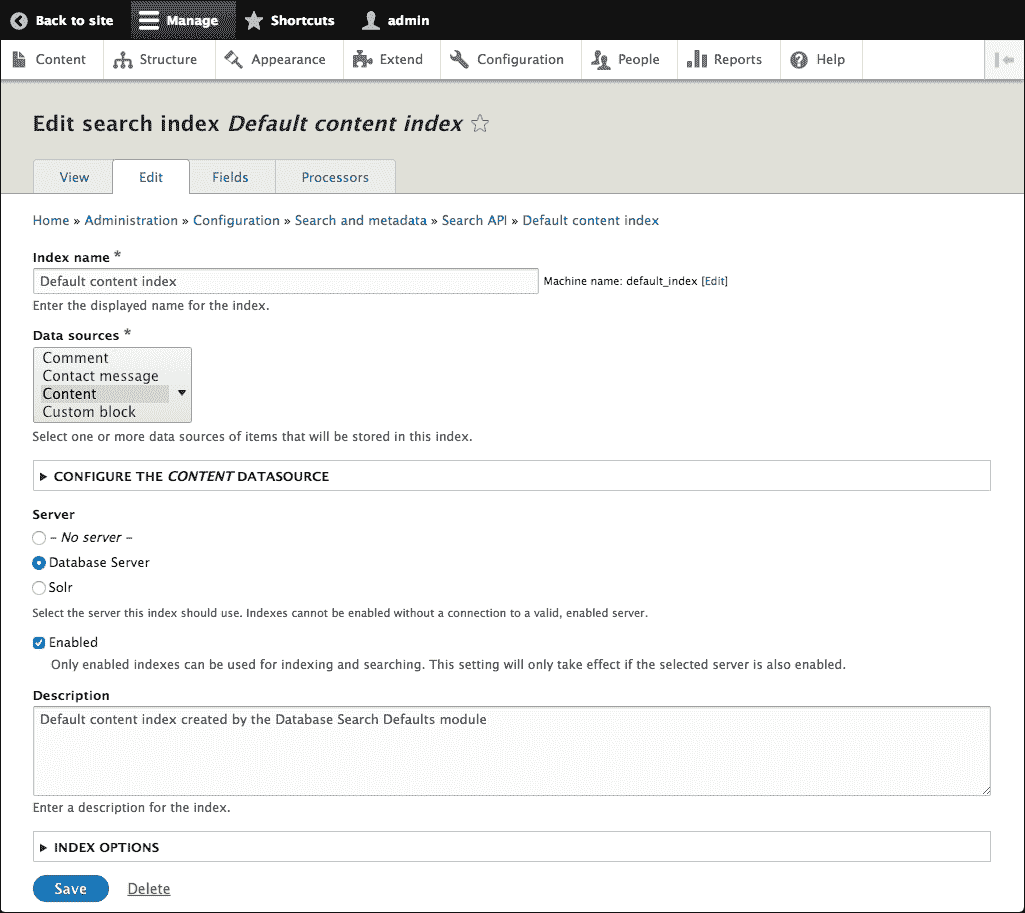 Back to site Manage Shortcuts admin
Content Structure Appearance Extend Configuration People Reports Help
Edit search index Default content index
View Edit Fields Processors
Home » Administration » Configuration » Search and metadata » Search API » Default content index
Index name *
Default content index Machine name: default_index [Edit]
Enter the displayed name for the index.
Data sources *
Comment
Contact message
Content
Custom block
Select one or more data sources of items that will be stored in this index.
CONFIGURE THE CONTENT DATASOURCE
Server
- No server -
Database Server
Solr
Select the server this index should use. Indexes cannot be enabled without a connection to a valid, enabled server.
Enabled
Only enabled indexes can be used for indexing and searching. This setting will only take effect if the selected server is also enabled.
Description
Default content index created by the Database Search Defaults module
Enter a description for the index.
INDEX OPTIONS
Save Delete